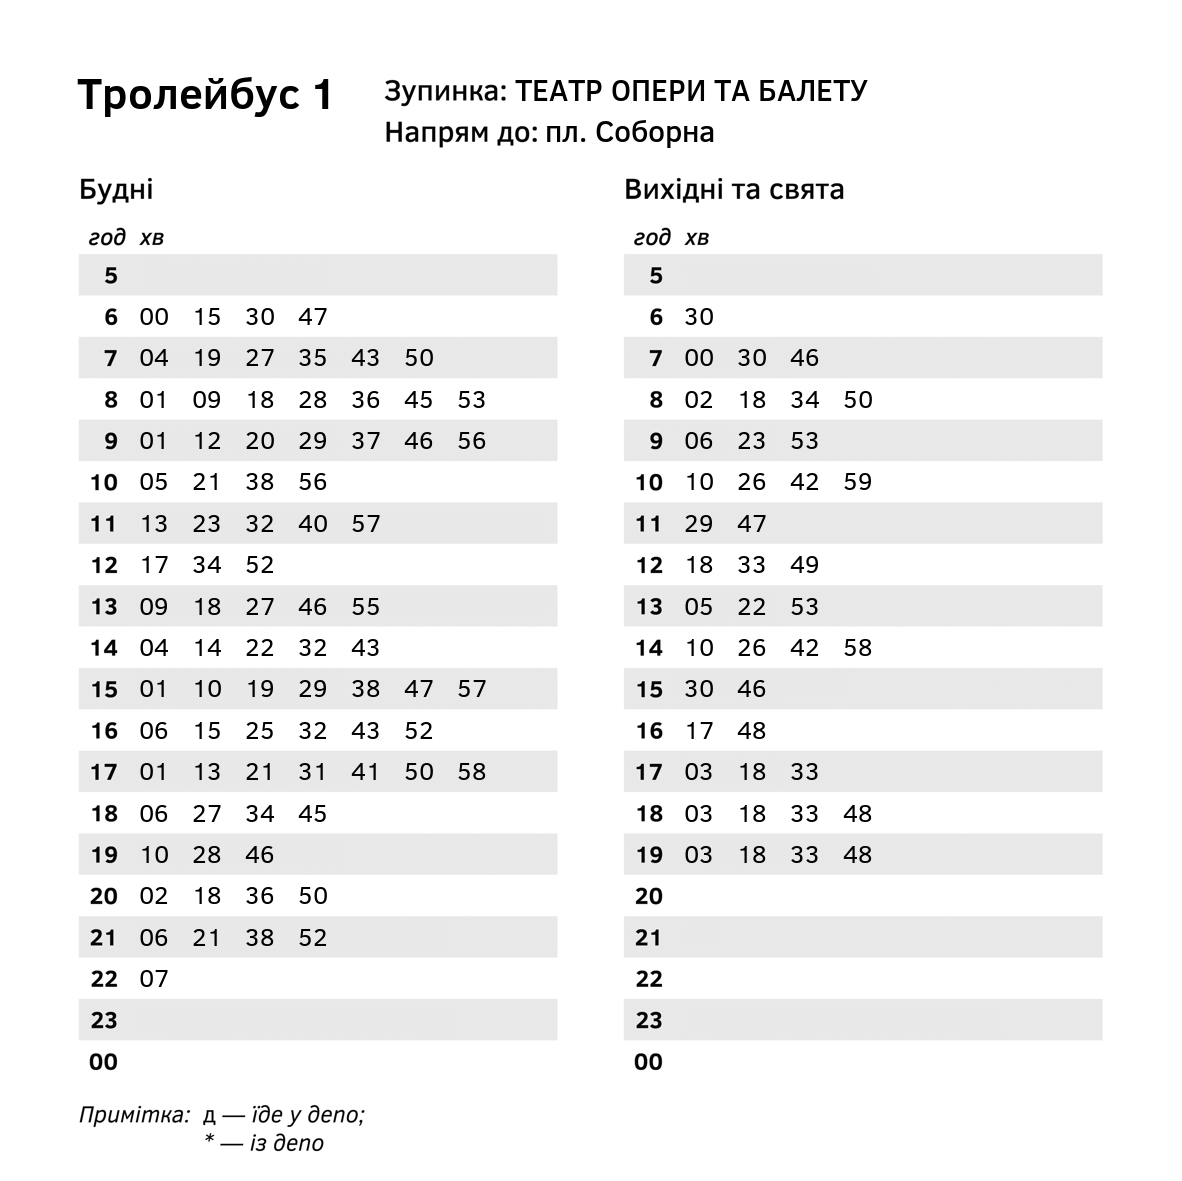 Тролейбус 1
Зупинка: ТЕАТР ОПЕРИ ТА БАЛЕТУ
Напрям до: пл. Соборна
Будні
год хв
5
6 00 15 30 47
7 04 19 27 35 43 50
8 01 09 18 28 36 45 53
9 01 12 20 29 37 46 56
10 05 21 38 56
11 13 23 32 40 57
12 17 34 52
13 09 18 27 46 55
14 04 14 22 32 43
15 01 10 19 29 38 47 57
16 06 15 25 32 43 52
17 01 13 21 31 41 50 58
18 06 27 34 45
19 10 28 46
20 02 18 36 50
21 06 21 38 52
22 07
23
00
Вихідні та свята
год хв
5
6 30
7 00 30 46
8 02 18 34 50
9 06 23 53
10 10 26 42 59
11 29 47
12 18 33 49
13 05 22 53
14 10 26 42 58
15 30 46
16 17 48
17 03 18 33
18 03 18 33 48
19 03 18 33 48
20
21
22
23
00
Примітка: д — їде у депо;
* — із депо